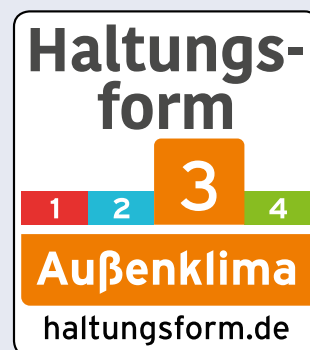 Haltungs-
form
1 2 3 4
Außenklima
haltungsform.de